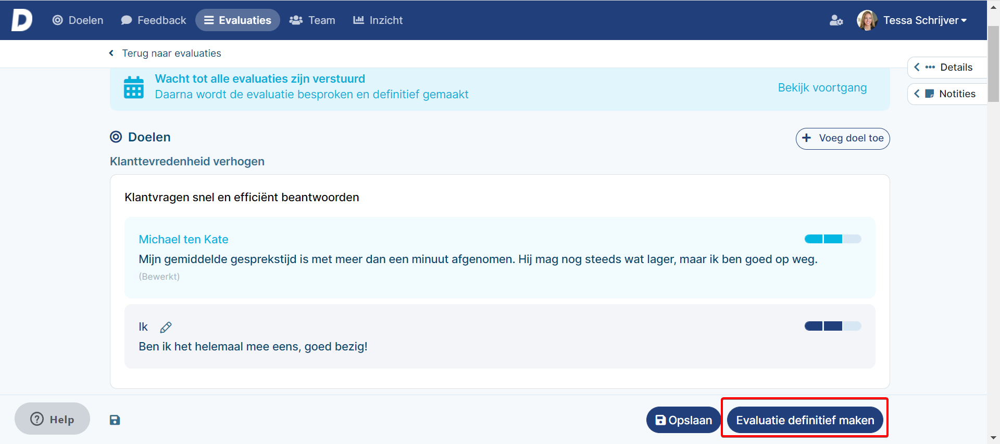 D
Doelen
Feedback
Evaluaties
Team
Inzicht
Tessa Schrijver
Terug naar evaluaties
Details
Wacht tot alle evaluaties zijn verstuurd
Daarna wordt de evaluatie besproken en definitief gemaakt
Bekijk voortgang
Notities
Doelen
Voeg doel toe
Klanttevredenheid verhogen
Klantvragen snel en efficiënt beantwoorden
Michael ten Kate
Mijn gemiddelde gesprekstijd is met meer dan een minuut afgenomen. Hij mag nog steeds wat lager, maar ik ben goed op weg.
(Bewerkt)
Ik
Ben ik het helemaal mee eens, goed bezig!
Help
Opslaan
Evaluatie definitief maken